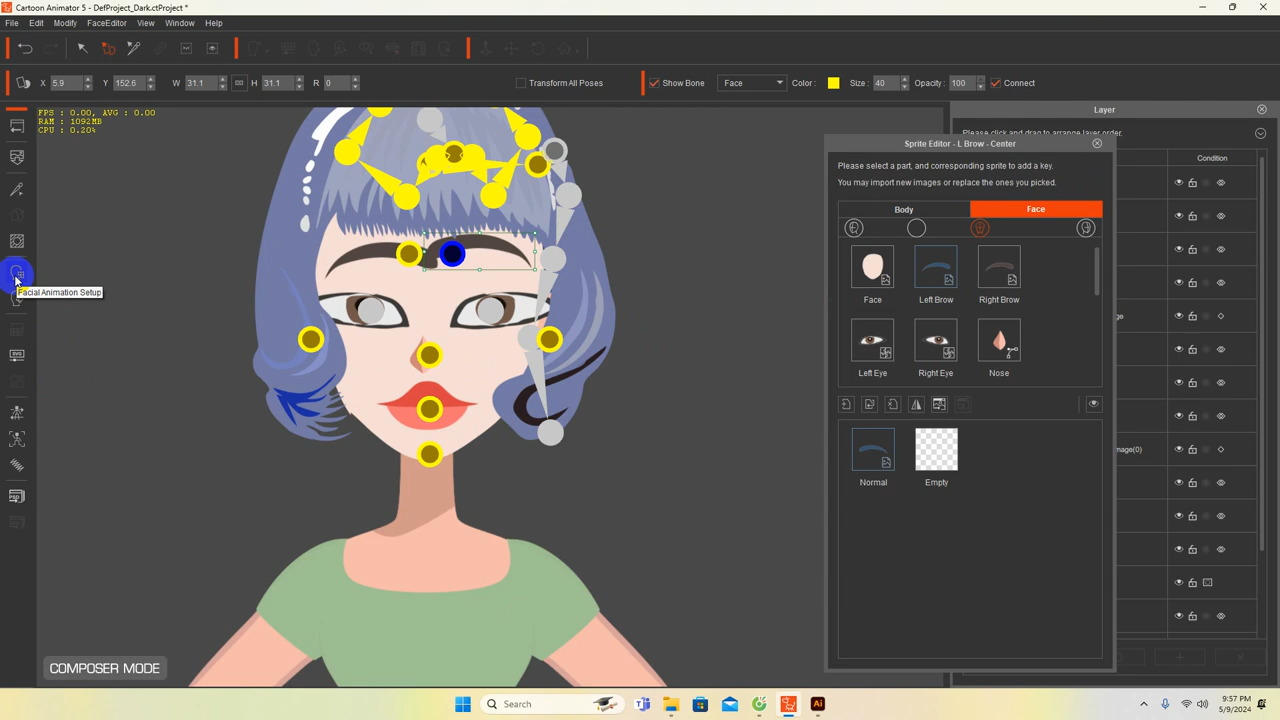 Cartoon Animator 5 - DefProject_Dark.ctProject *
File Edit Modify FaceEditor View Window Help
X 5.9 Y 152.6 W 31.1 H 31.1 R 0 Transform All Poses Show Bone Face Color : Size : 40 Opacity : 100 Connect
FPS : 0.00, AVG : 0.00
RAM : 1092MB
CPU : 0.20%
Layer
Please click and drag to arrange layer order.
Condition
Sprite Editor - L Brow - Center
Please select a part, and corresponding sprite to add a key.
You may import new images or replace the ones you picked.
Body Face
Face Left Brow Right Brow
Left Eye Right Eye Nose
Normal Empty
Facial Animation Setup
COMPOSER MODE
Search
9:57 PM
5/9/2024